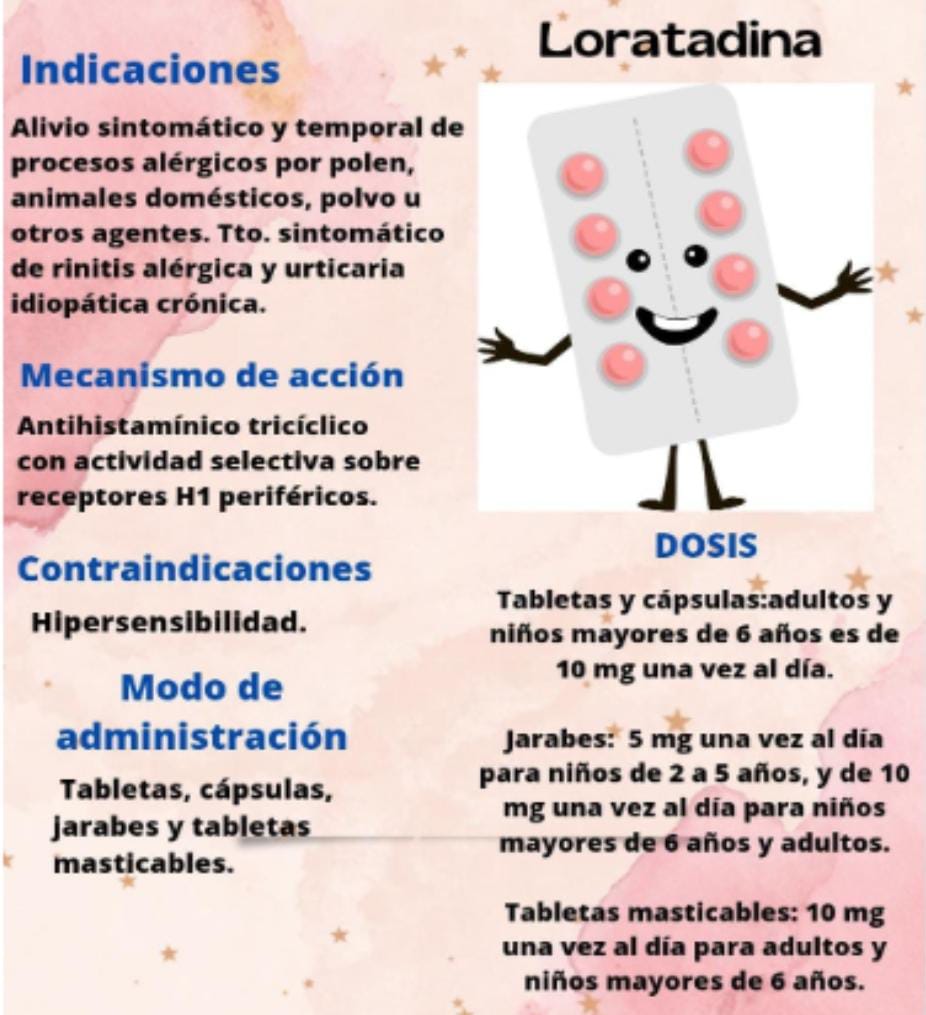 Loratadina
Indicaciones
Alivio sintomático y temporal de
procesos alérgicos por polen,
animales domésticos, polvo u
otros agentes. Tto. sintomático
de rinitis alérgica y urticaria
idiopática crónica.
Mecanismo de acción
Antihistamínico tricíclico
con actividad selectiva sobre
receptores H1 periféricos.
Contraindicaciones
Hipersensibilidad.
Modo de
administración
Tabletas, cápsulas,
jarabes y tabletas
masticables.
DOSIS
Tabletas y cápsulas:adultos y
niños mayores de 6 años es de
10 mg una vez al día.
Jarabes: 5 mg una vez al día
para niños de 2 a 5 años, y de 10
mg una vez al día para niños
mayores de 6 años y adultos.
Tabletas masticables: 10 mg
una vez al día para adultos y
niños mayores de 6 años.